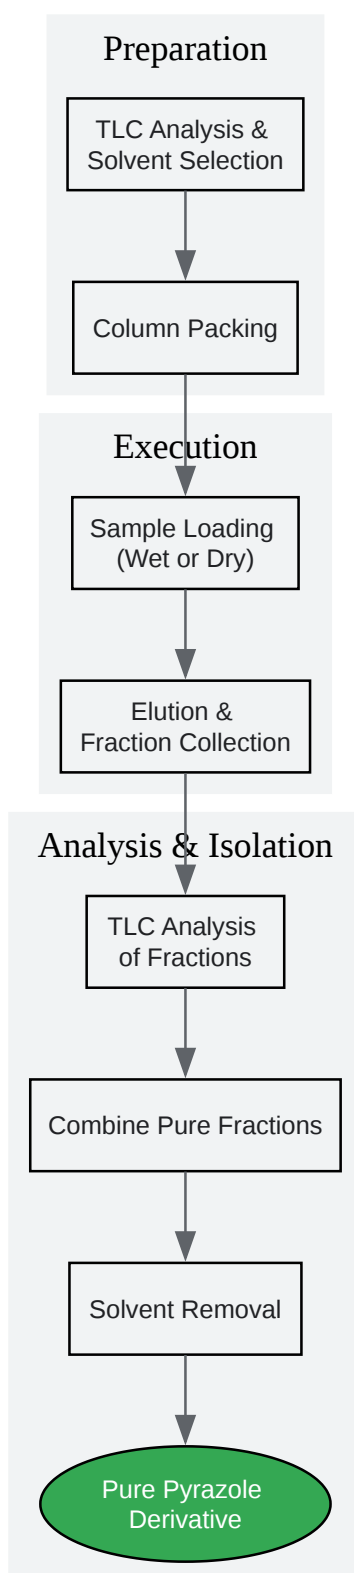 Preparation
TLC Analysis &
Solvent Selection
Column Packing
Execution
Sample Loading
(Wet or Dry)
Elution &
Fraction Collection
Analysis & Isolation
TLC Analysis
of Fractions
Combine Pure Fractions
Solvent Removal
Pure Pyrazole
Derivative